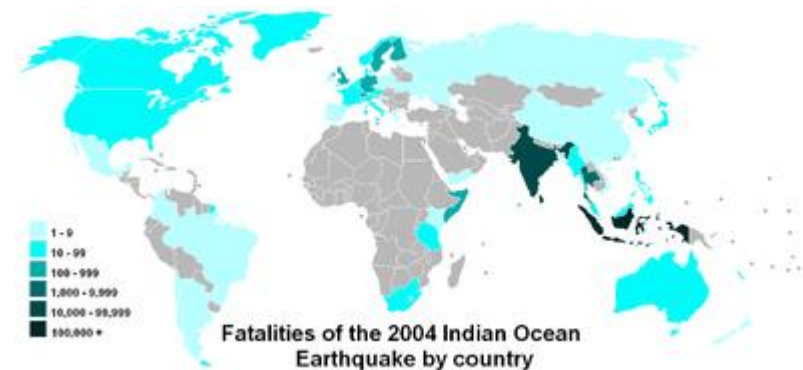 1 - 9
10 - 99
100 - 999
1,000 - 9,999
10,000 - 99,999
100,000 +
Fatalities of the 2004 Indian Ocean
Earthquake by country